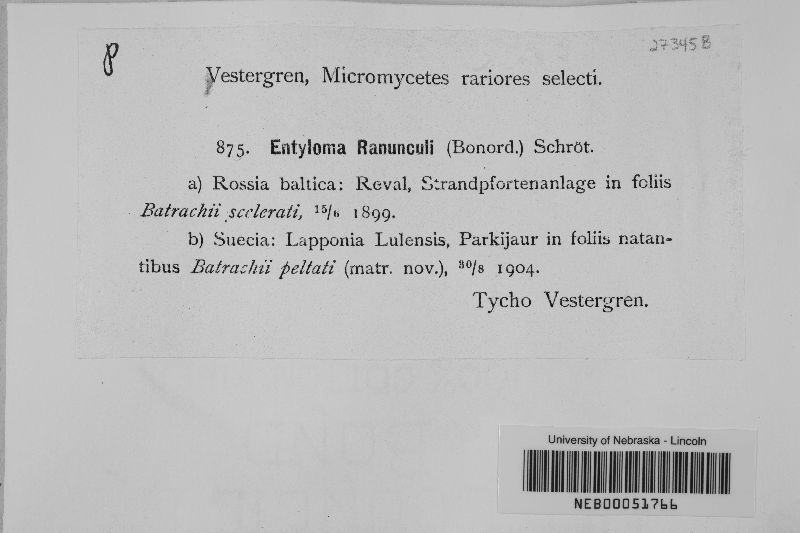 8
27345B
Vestergren, Micromycetes rariores selecti.
875. Entyloma Ranunculi (Bonord.) Schröt.
a) Rossia baltica: Reval, Strandpfortenanlage in foliis
Batrachii scelerati, 15/6 1899.
b) Suecia: Lapponia Lulensis, Parkijaur in foliis natan-
tibus Batrachii peltati (matr. nov.), 30/8 1904.
Tycho Vestergren.
University of Nebraska - Lincoln
NEB00051766